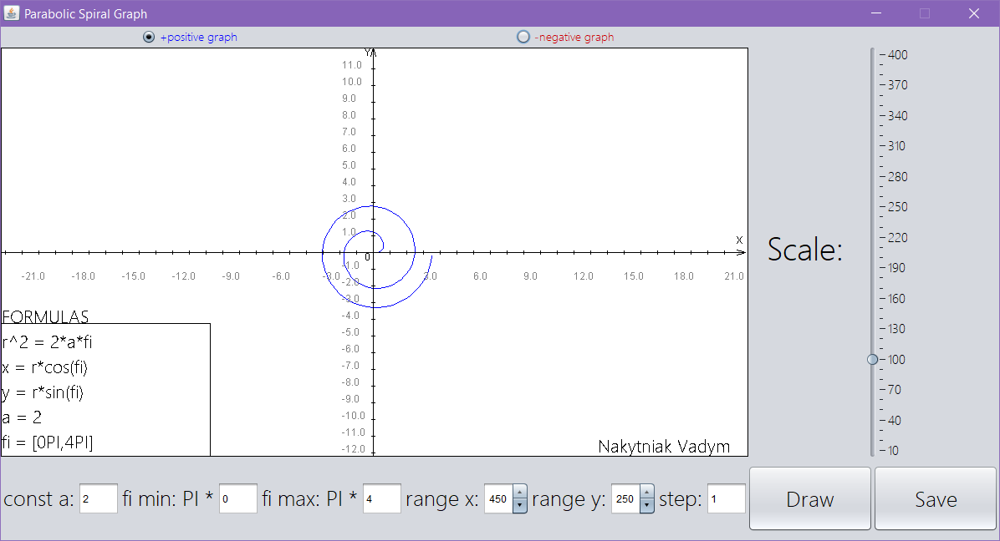 Parabolic Spiral Graph
+positive graph
-negative graph
Y
11.0
10.0
9.0
8.0
7.0
6.0
5.0
4.0
3.0
2.0
1.0
X
0
-21.0 -18.0 -15.0 -12.0 -9.0 -6.0 -3.0 3.0 6.0 9.0 12.0 15.0 18.0 21.0
-1.0
-2.0
-3.0
-4.0
-5.0
-6.0
-7.0
-8.0
-9.0
-10.0
-11.0
-12.0
FORMULAS
r^2 = 2*a*fi
x = r*cos(fi)
y = r*sin(fi)
a = 2
fi = [0PI,4PI]
Nakytniak Vadym
Scale:
400
370
340
310
280
250
220
190
160
130
100
70
40
10
const a: 2 fi min: PI * 0 fi max: PI * 4 range x: 450 range y: 250 step: 1 Draw Save